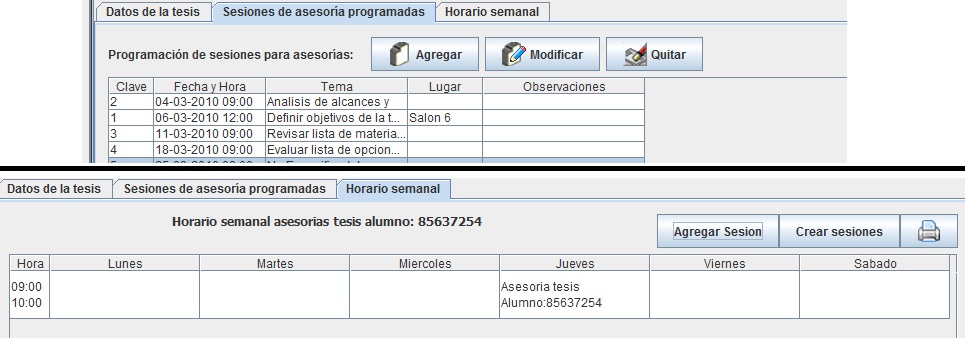 Datos de la tesis Sesiones de asesoría programadas Horario semanal
Programación de sesiones para asesorías: Agregar Modificar Quitar
Clave Fecha y Hora Tema Lugar Observaciones
2 04-03-2010 09:00 Analisis de alcances y
1 06-03-2010 12:00 Definir objetivos de la t... Salon 6
3 11-03-2010 09:00 Revisar lista de materia...
4 18-03-2010 09:00 Evaluar lista de opcion...
Datos de la tesis Sesiones de asesoría programadas Horario semanal
Horario semanal asesorias tesis alumno: 85637254 Agregar Sesion Crear sesiones
Hora Lunes Martes Miercoles Jueves Viernes Sabado
09:00 Asesoria tesis
10:00 Alumno:85637254